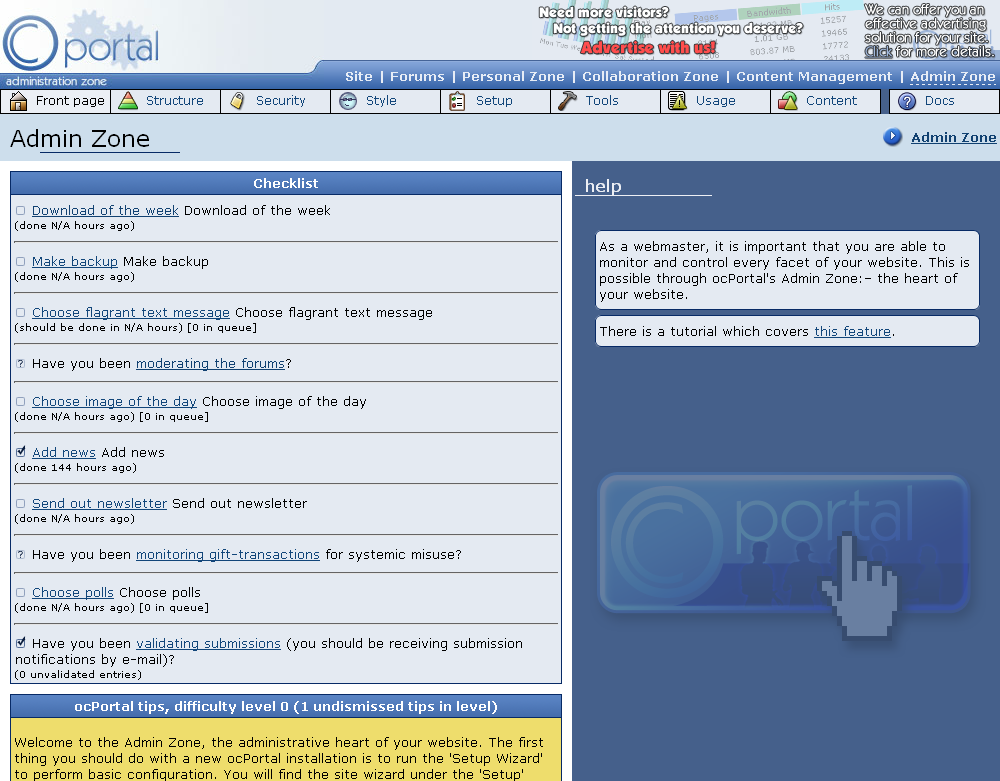 Need more visitors?
Not getting the attention you deserve?
Advertise with us!
Pages
Bandwidth
Hits
15257
1.01 GB
19465
803.87 MB
17772
24133
We can offer you an
effective advertising
solution for your site.
Click for more details.
portal
administration zone
Site | Forums | Personal Zone | Collaboration Zone | Content Management | Admin Zone
Front page Structure Security Style Setup Tools Usage Content Docs
Admin Zone
Admin Zone
Checklist
Download of the week Download of the week
(done N/A hours ago)
Make backup Make backup
(done N/A hours ago)
Choose flagrant text message Choose flagrant text message
(should be done in N/A hours) [0 in queue]
Have you been moderating the forums?
Choose image of the day Choose image of the day
(done N/A hours ago) [0 in queue]
Add news Add news
(done 144 hours ago)
Send out newsletter Send out newsletter
(done N/A hours ago)
Have you been monitoring gift-transactions for systemic misuse?
Choose polls Choose polls
(done N/A hours ago) [0 in queue]
Have you been validating submissions (you should be receiving submission
notifications by e-mail)?
(0 unvalidated entries)
ocPortal tips, difficulty level 0 (1 undismissed tips in level)
Welcome to the Admin Zone, the administrative heart of your website. The first
thing you should do with a new ocPortal installation is to run the 'Setup Wizard'
to perform basic configuration. You will find the site wizard under the 'Setup'
help
As a webmaster, it is important that you are able to
monitor and control every facet of your website. This is
possible through ocPortal's Admin Zone:– the heart of
your website.
There is a tutorial which covers this feature.
portal